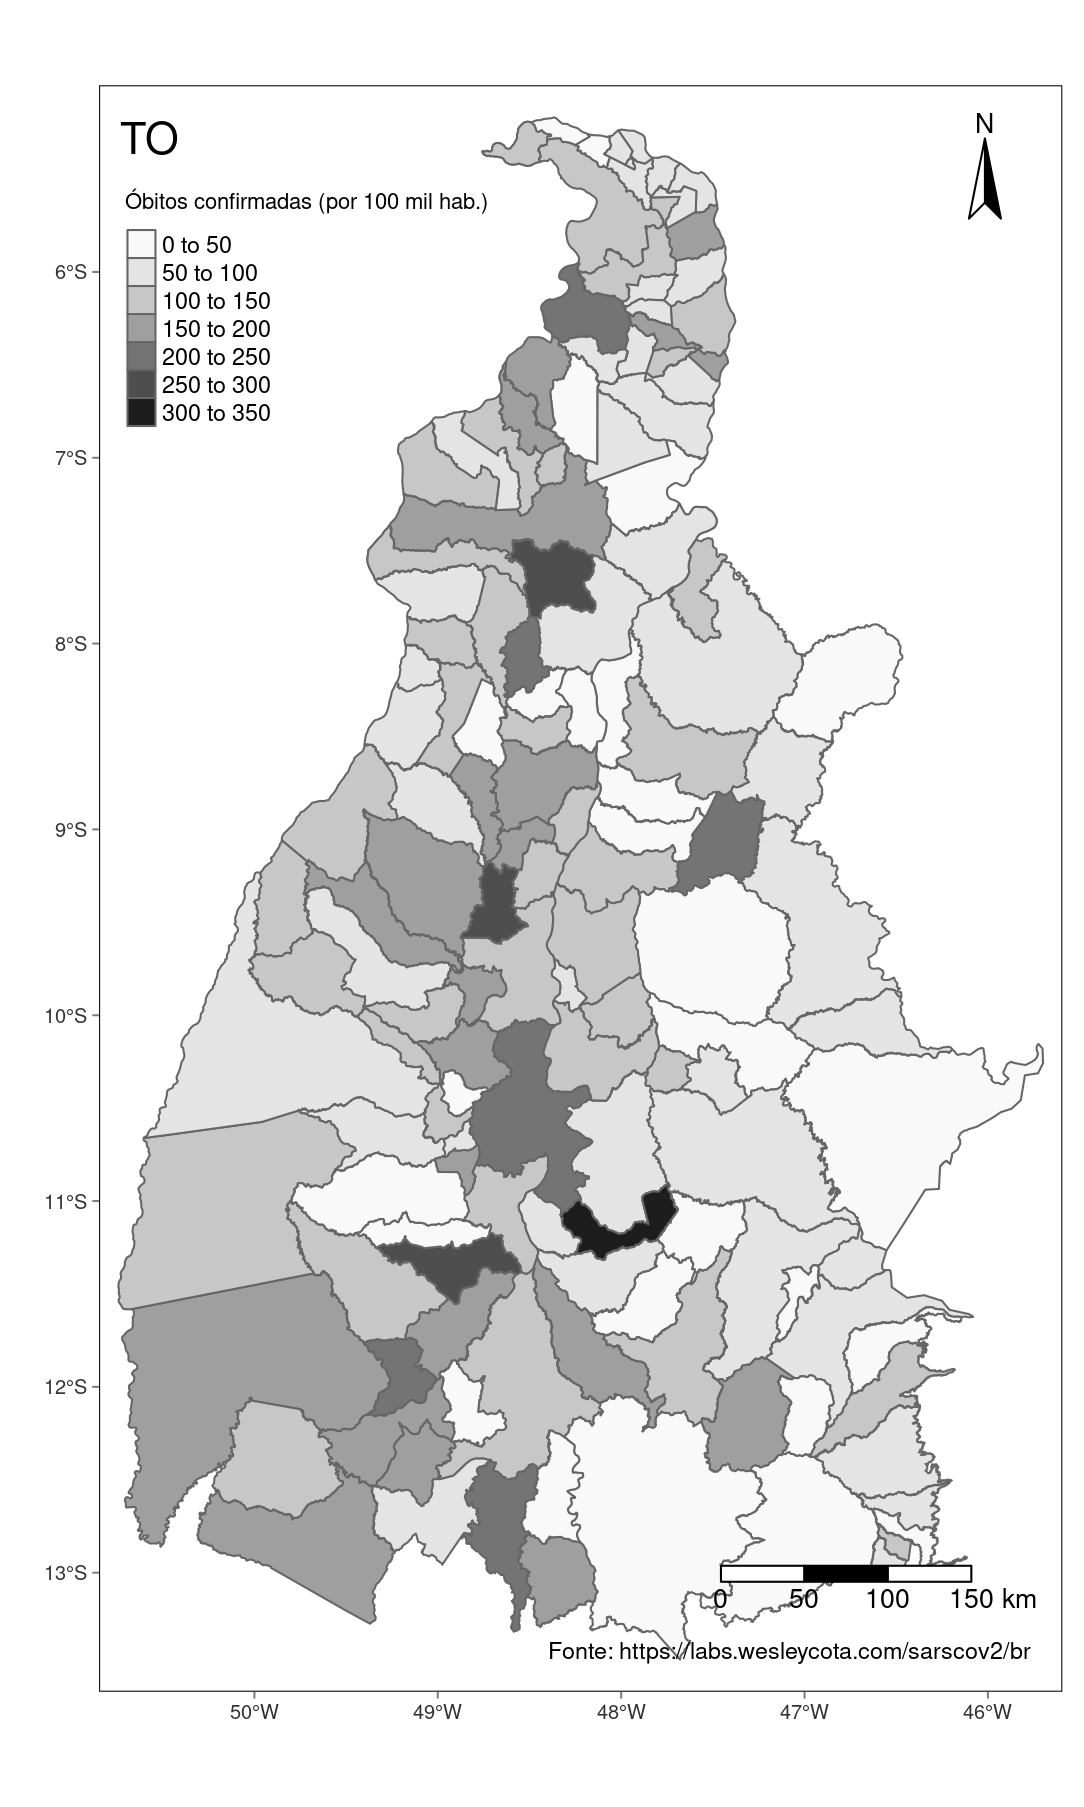 TO
N
Óbitos confirmadas (por 100 mil hab.)
0 to 50
50 to 100
100 to 150
150 to 200
200 to 250
250 to 300
300 to 350
6°S
7°S
8°S
9°S
10°S
11°S
12°S
13°S
0 50 100 150 km
Fonte: https://labs.wesleycota.com/sarscov2/br
50°W 49°W 48°W 47°W 46°W